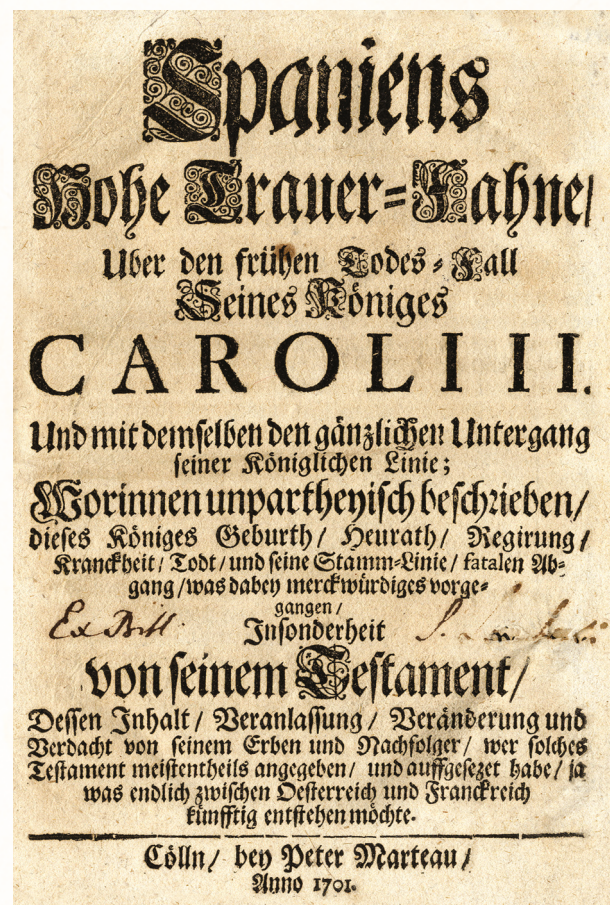 Spaniens
Hohe Trauer=Fahne/
Uber den frühen Todes=Fall
Seines Königes
CAROLI II.
Und mit demselben den gänzlichen Untergang
seiner Königlichen Linie;
Worinnen unpartheyisch beschrieben/
dieses Königes Geburth/ Heurath/ Regirung/
Kranckheit/ Todt/ und seine Stamm-Linie/ fatalen Ab=
gang/ was dabey merckwürdiges vorge=
gangen/
Ex Bibl.
Insonderheit
von seinem Testament/
Dessen Inhalt/ Veranlassung/ Veränderung und
Verdacht von seinem Erben und Nachfolger/ wer solches
Testament meistentheils angegeben/ und auffgesezet habe/ ja
was endlich zwischen Oesterreich und Franckreich
künfftig entstehen möchte.
Cölln/ bey Peter Marteau/
Anno 1701.